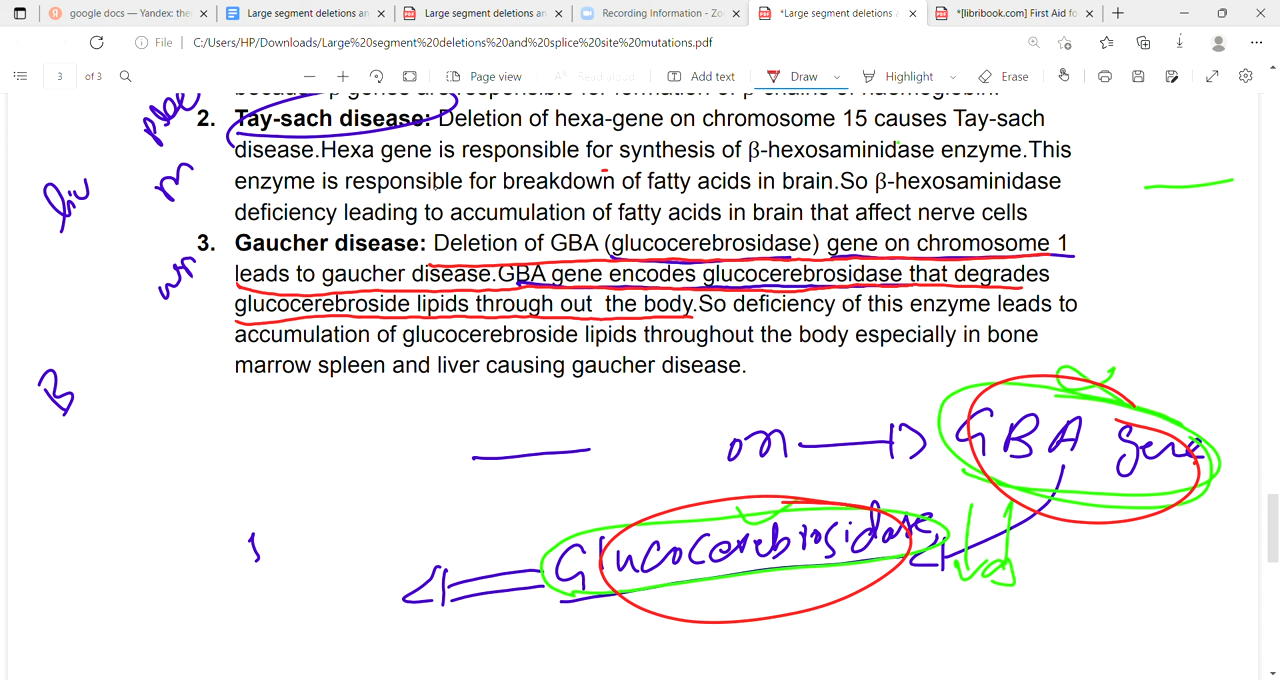 google docs — Yandex: the
Large segment deletions an
Large segment deletions an
Recording Information - Zo
*Large segment deletions a
*[libribook.com] First Aid fo
File
C:/Users/HP/Downloads/Large%20segment%20deletions%20and%20splice%20site%20mutations.pdf
3 of 3
Page view
Read aloud
Add text
Draw
Highlight
Erase
2. Tay-sach disease: Deletion of hexa-gene on chromosome 15 causes Tay-sach
disease.Hexa gene is responsible for synthesis of β-hexosaminidase enzyme.This
enzyme is responsible for breakdown of fatty acids in brain.So β-hexosaminidase
deficiency leading to accumulation of fatty acids in brain that affect nerve cells
3. Gaucher disease: Deletion of GBA (glucocerebrosidase) gene on chromosome 1
leads to gaucher disease.GBA gene encodes glucocerebrosidase that degrades
glucocerebroside lipids through out the body.So deficiency of this enzyme leads to
accumulation of glucocerebroside lipids throughout the body especially in bone
marrow spleen and liver causing gaucher disease.
B
on
GBA gene
Glucocerebrosidase